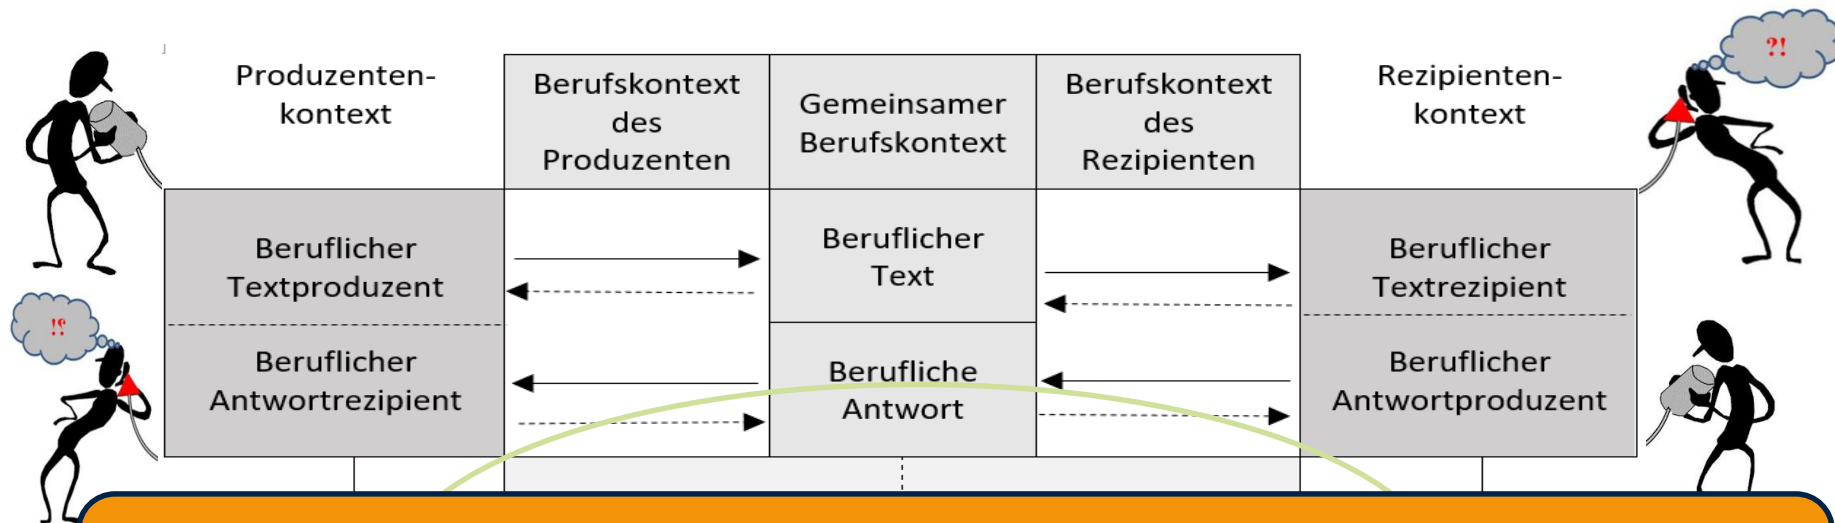 Produzenten-
kontext
Berufskontext
des
Produzenten
Gemeinsamer
Berufskontext
Berufskontext
des
Rezipienten
Rezipienten-
kontext
?!
Beruflicher
Textproduzent
Beruflicher
Text
Beruflicher
Textrezipient
?!
Beruflicher
Antwortrezipient
Berufliche
Antwort
Beruflicher
Antwortproduzent